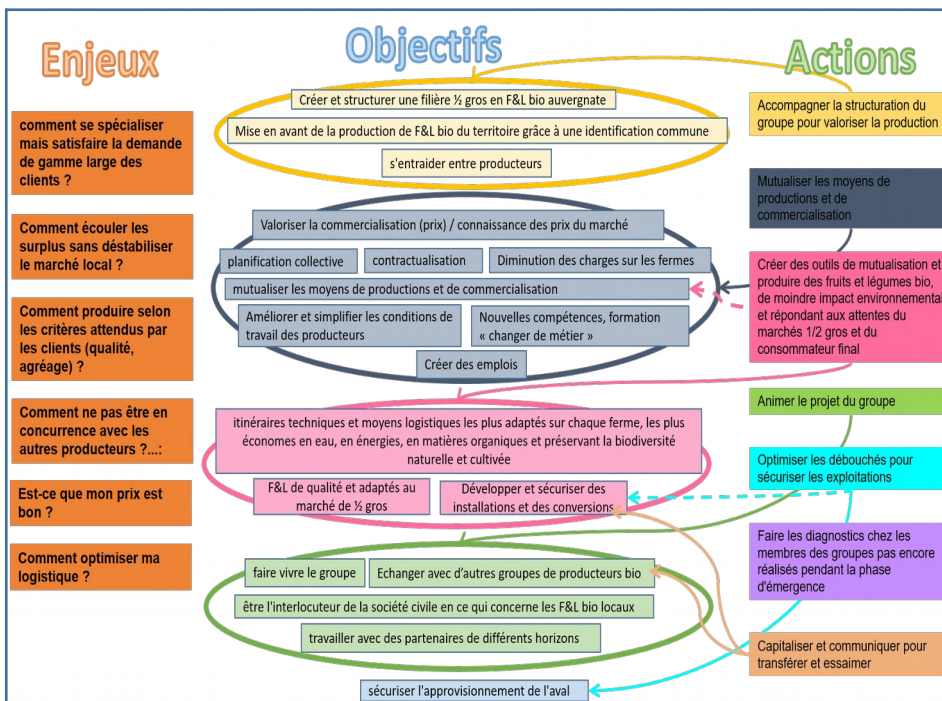 Enjeux
comment se spécialiser
mais satisfaire la demande
de gamme large des
clients ?
Comment écouler les
surplus sans déstabiliser
le marché local ?
Comment produire selon
les critères attendus par
les clients (qualité,
agréage) ?
Comment ne pas être en
concurrence avec les
autres producteurs ?...:
Est-ce que mon prix est
bon ?
Comment optimiser ma
logistique ?
Objectifs
Créer et structurer une filière ½ gros en F&L bio auvergnate
Mise en avant de la production de F&L bio du territoire grâce à une identification commune
s'entraider entre producteurs
Valoriser la commercialisation (prix) / connaissance des prix du marché
planification collective
contractualisation
Diminution des charges sur les fermes
mutualiser les moyens de productions et de commercialisation
Améliorer et simplifier les conditions de
travail des producteurs
Nouvelles compétences, formation
« changer de métier »
Créer des emplois
itinéraires techniques et moyens logistiques les plus adaptés sur chaque ferme, les plus
économes en eau, en énergies, en matières organiques et préservant la biodiversité
naturelle et cultivée
F&L de qualité et adaptés au
marché de ½ gros
Développer et sécuriser des
installations et des conversions
faire vivre le groupe
Echanger avec d'autres groupes de producteurs bio
être l'interlocuteur de la société civile en ce qui concerne les F&L bio locaux
travailler avec des partenaires de différents horizons
sécuriser l'approvisionnement de l'aval
Actions
Accompagner la structuration du
groupe pour valoriser la production
Mutualiser les moyens de
productions et de
commercialisation
Créer des outils de mutualisation et
produire des fruits et légumes bio,
de moindre impact environnemental
et répondant aux attentes du
marchés 1/2 gros et du
consommateur final
Animer le projet du groupe
Optimiser les débouchés pour
sécuriser les exploitations
Faire les diagnostics chez les
membres des groupes pas encore
réalisés pendant la phase
d'émergence
Capitaliser et communiquer pour
transférer et essaimer